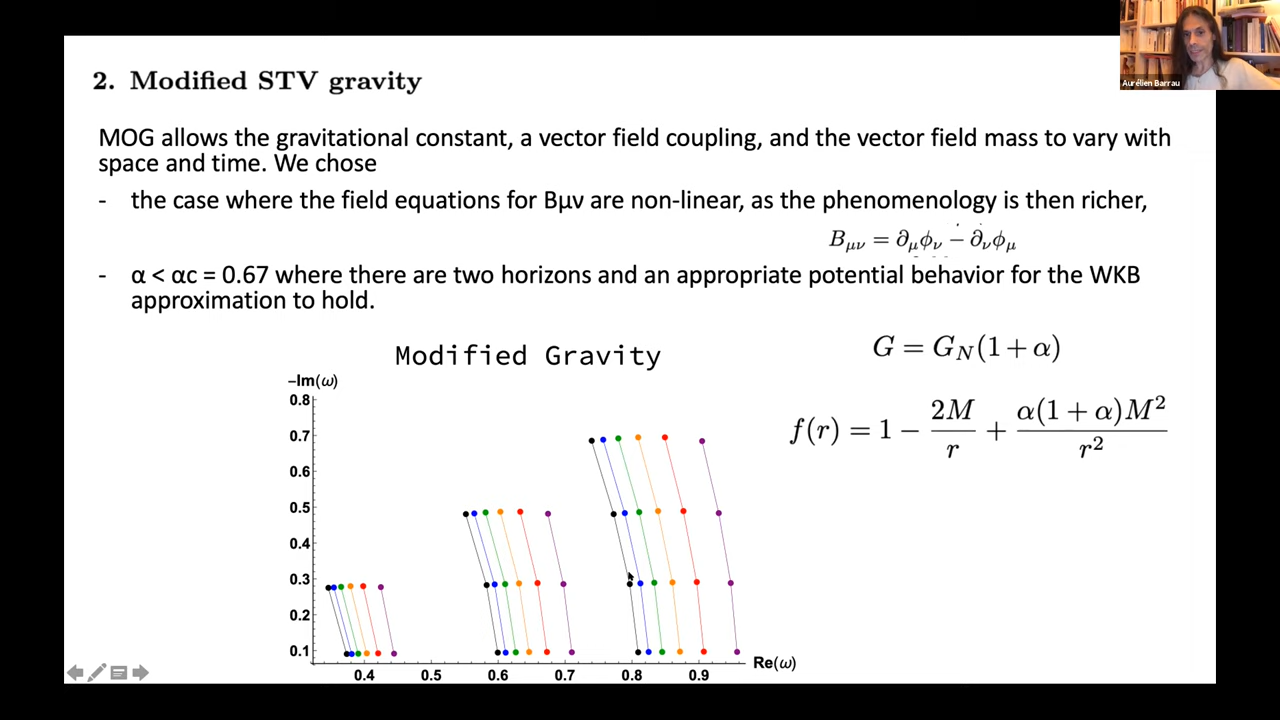 Aurélien Barrau
2. Modified STV gravity
MOG allows the gravitational constant, a vector field coupling, and the vector field mass to vary with
space and time. We chose
- the case where the field equations for Bμν are non-linear, as the phenomenology is then richer,
B_{μν} = ∂_μϕ_ν − ∂_νϕ_μ
- α < αc = 0.67 where there are two horizons and an appropriate potential behavior for the WKB
approximation to hold.
Modified Gravity
G = G_N(1 + α)
f(r) = 1 − 2M/r + α(1 + α)M²/r²
−Im(ω)
0.8
0.7
0.6
0.5
0.4
0.3
0.2
0.1
0.4 0.5 0.6 0.7 0.8 0.9
Re(ω)